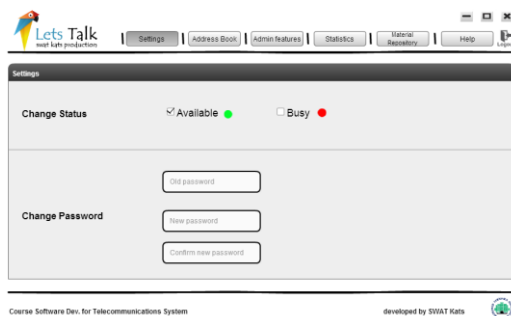 Lets Talk
swat kats production
Settings
Address Book
Admin features
Statistics
Material
Repository
Help
Logout
Settings
Change Status
Available
Busy
Change Password
Old password
New password
Confirm new password
Course Software Dev. for Telecommunications System
developed by SWAT Kats